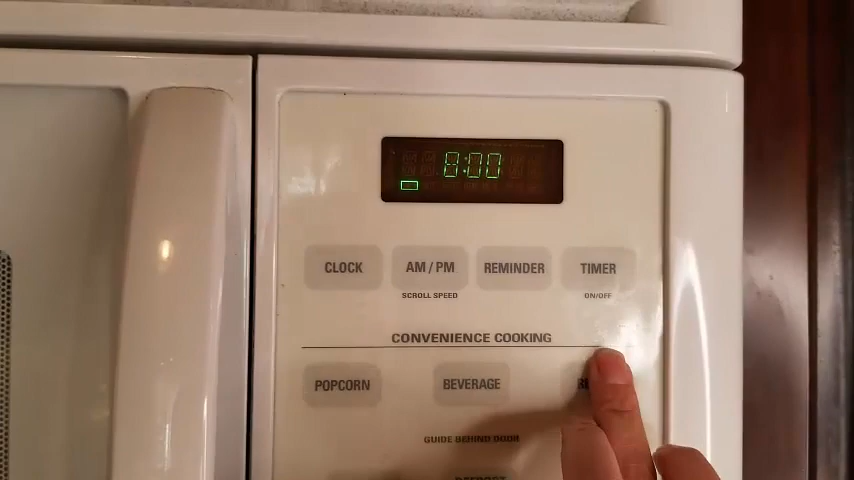 8:00
CLOCK AM/PM REMINDER TIMER
SCROLL SPEED ON/OFF
CONVENIENCE COOKING
POPCORN BEVERAGE
GUIDE BEHIND DOOR